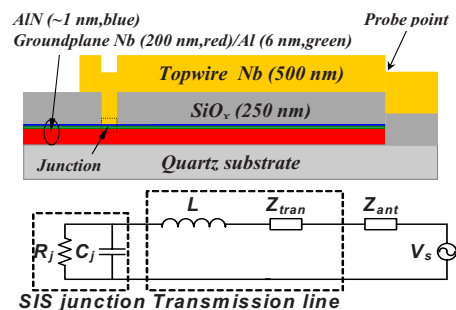 AlN (~1 nm,blue)
Groundplane Nb (200 nm,red)/Al (6 nm,green)
Probe point
Topwire Nb (500 nm)
SiOx (250 nm)
Junction
Quartz substrate
L
Ztran
Zant
Rj
Cj
Vs
SIS junction
Transmission line